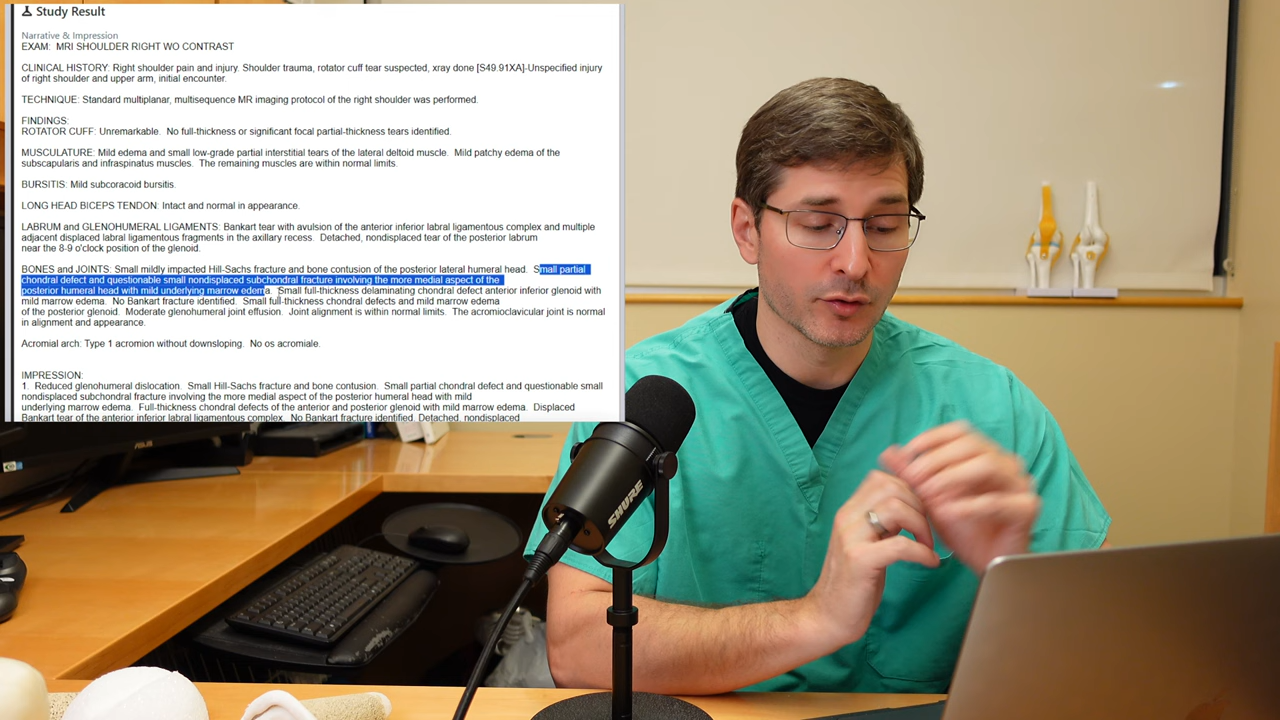 Study Result
Narrative & Impression
EXAM:  MRI SHOULDER RIGHT WO CONTRAST
CLINICAL HISTORY: Right shoulder pain and injury. Shoulder trauma, rotator cuff tear suspected, xray done [S49.91XA]-Unspecified injury
of right shoulder and upper arm, initial encounter.
TECHNIQUE: Standard multiplanar, multisequence MR imaging protocol of the right shoulder was performed.
FINDINGS:
ROTATOR CUFF: Unremarkable.  No full-thickness or significant focal partial-thickness tears identified.
MUSCULATURE: Mild edema and small low-grade partial interstitial tears of the lateral deltoid muscle.  Mild patchy edema of the
subscapularis and infraspinatus muscles.  The remaining muscles are within normal limits.
BURSITIS: Mild subcoracoid bursitis.
LONG HEAD BICEPS TENDON: Intact and normal in appearance.
LABRUM and GLENOHUMERAL LIGAMENTS: Bankart tear with avulsion of the anterior inferior labral ligamentous complex and multiple
adjacent displaced labral ligamentous fragments in the axillary recess.  Detached, nondisplaced tear of the posterior labrum
near the 8-9 o'clock position of the glenoid.
BONES and JOINTS: Small mildly impacted Hill-Sachs fracture and bone contusion of the posterior lateral humeral head.  Small partial
chondral defect and questionable small nondisplaced subchondral fracture involving the more medial aspect of the
posterior humeral head with mild underlying marrow edema.  Small full-thickness delaminating chondral defect anterior inferior glenoid with
mild marrow edema.  No Bankart fracture identified.  Small full-thickness chondral defects and mild marrow edema
of the posterior glenoid.  Moderate glenohumeral joint effusion.  Joint alignment is within normal limits.  The acromioclavicular joint is normal
in alignment and appearance.
Acromial arch: Type 1 acromion without downsloping.  No os acromiale.
IMPRESSION:
1.  Reduced glenohumeral dislocation.  Small Hill-Sachs fracture and bone contusion.  Small partial chondral defect and questionable small
nondisplaced subchondral fracture involving the more medial aspect of the posterior humeral head with mild
underlying marrow edema.  Full-thickness chondral defects of the anterior and posterior glenoid with mild marrow edema.  Displaced
Bankart tear of the anterior inferior labral ligamentous complex.  No Bankart fracture identified. Detached, nondisplaced
ASUS
SHURE